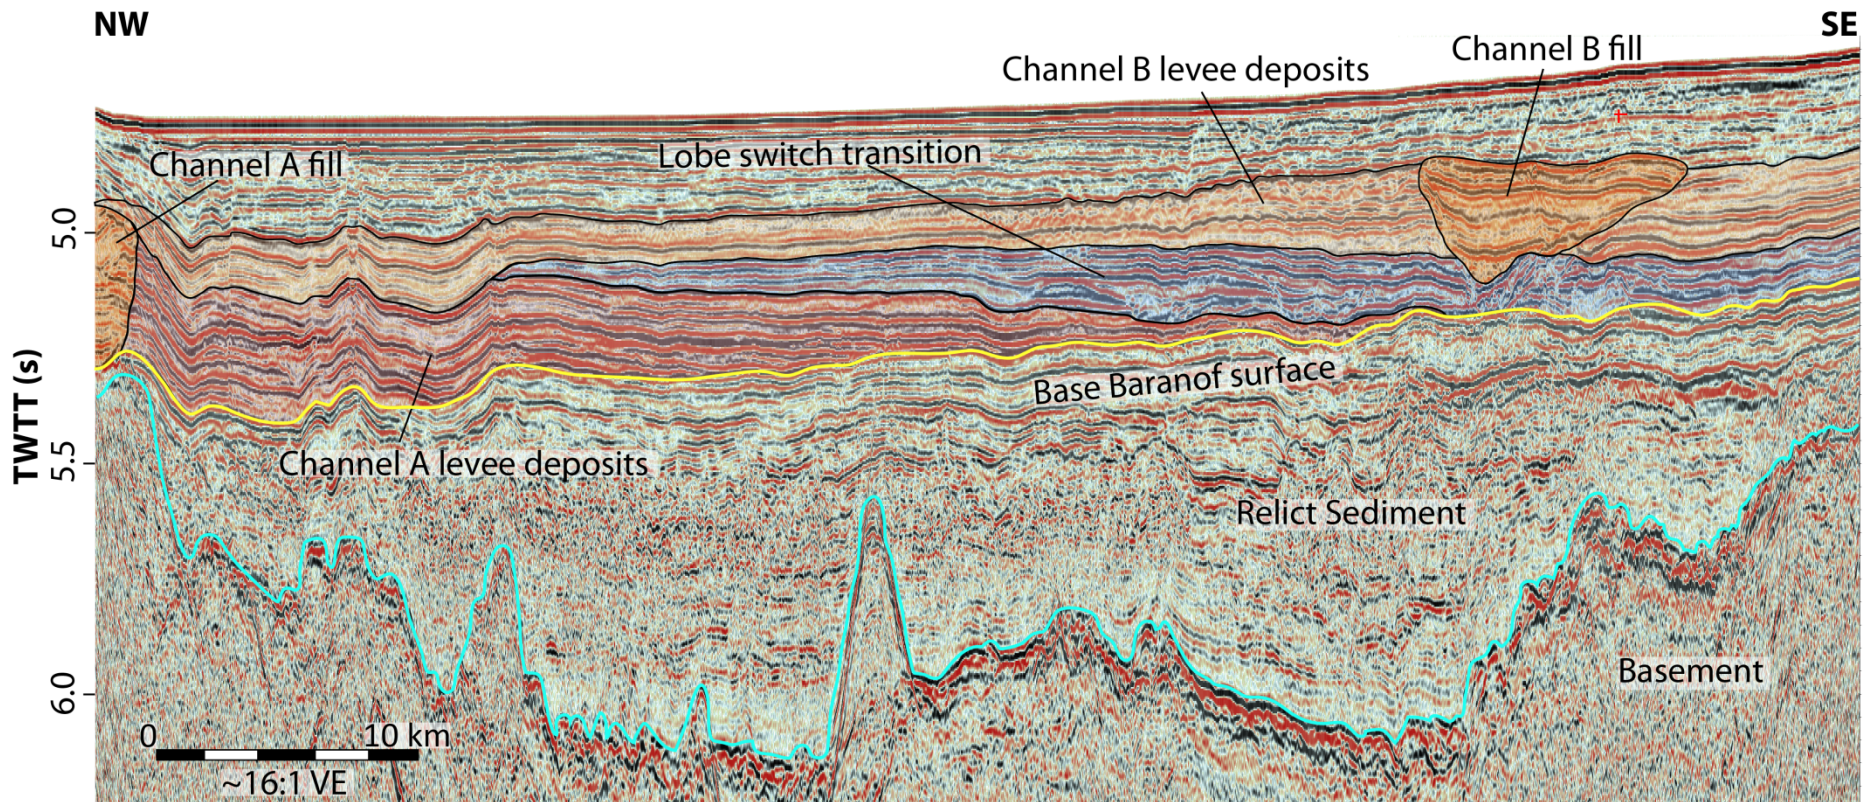 NW
SE
Channel B fill
Channel B levee deposits
Lobe switch transition
Channel A fill
5.0
TWTT (s)
Base Baranof surface
5.5
Channel A levee deposits
Relict Sediment
Basement
6.0
0 10 km
~16:1 VE